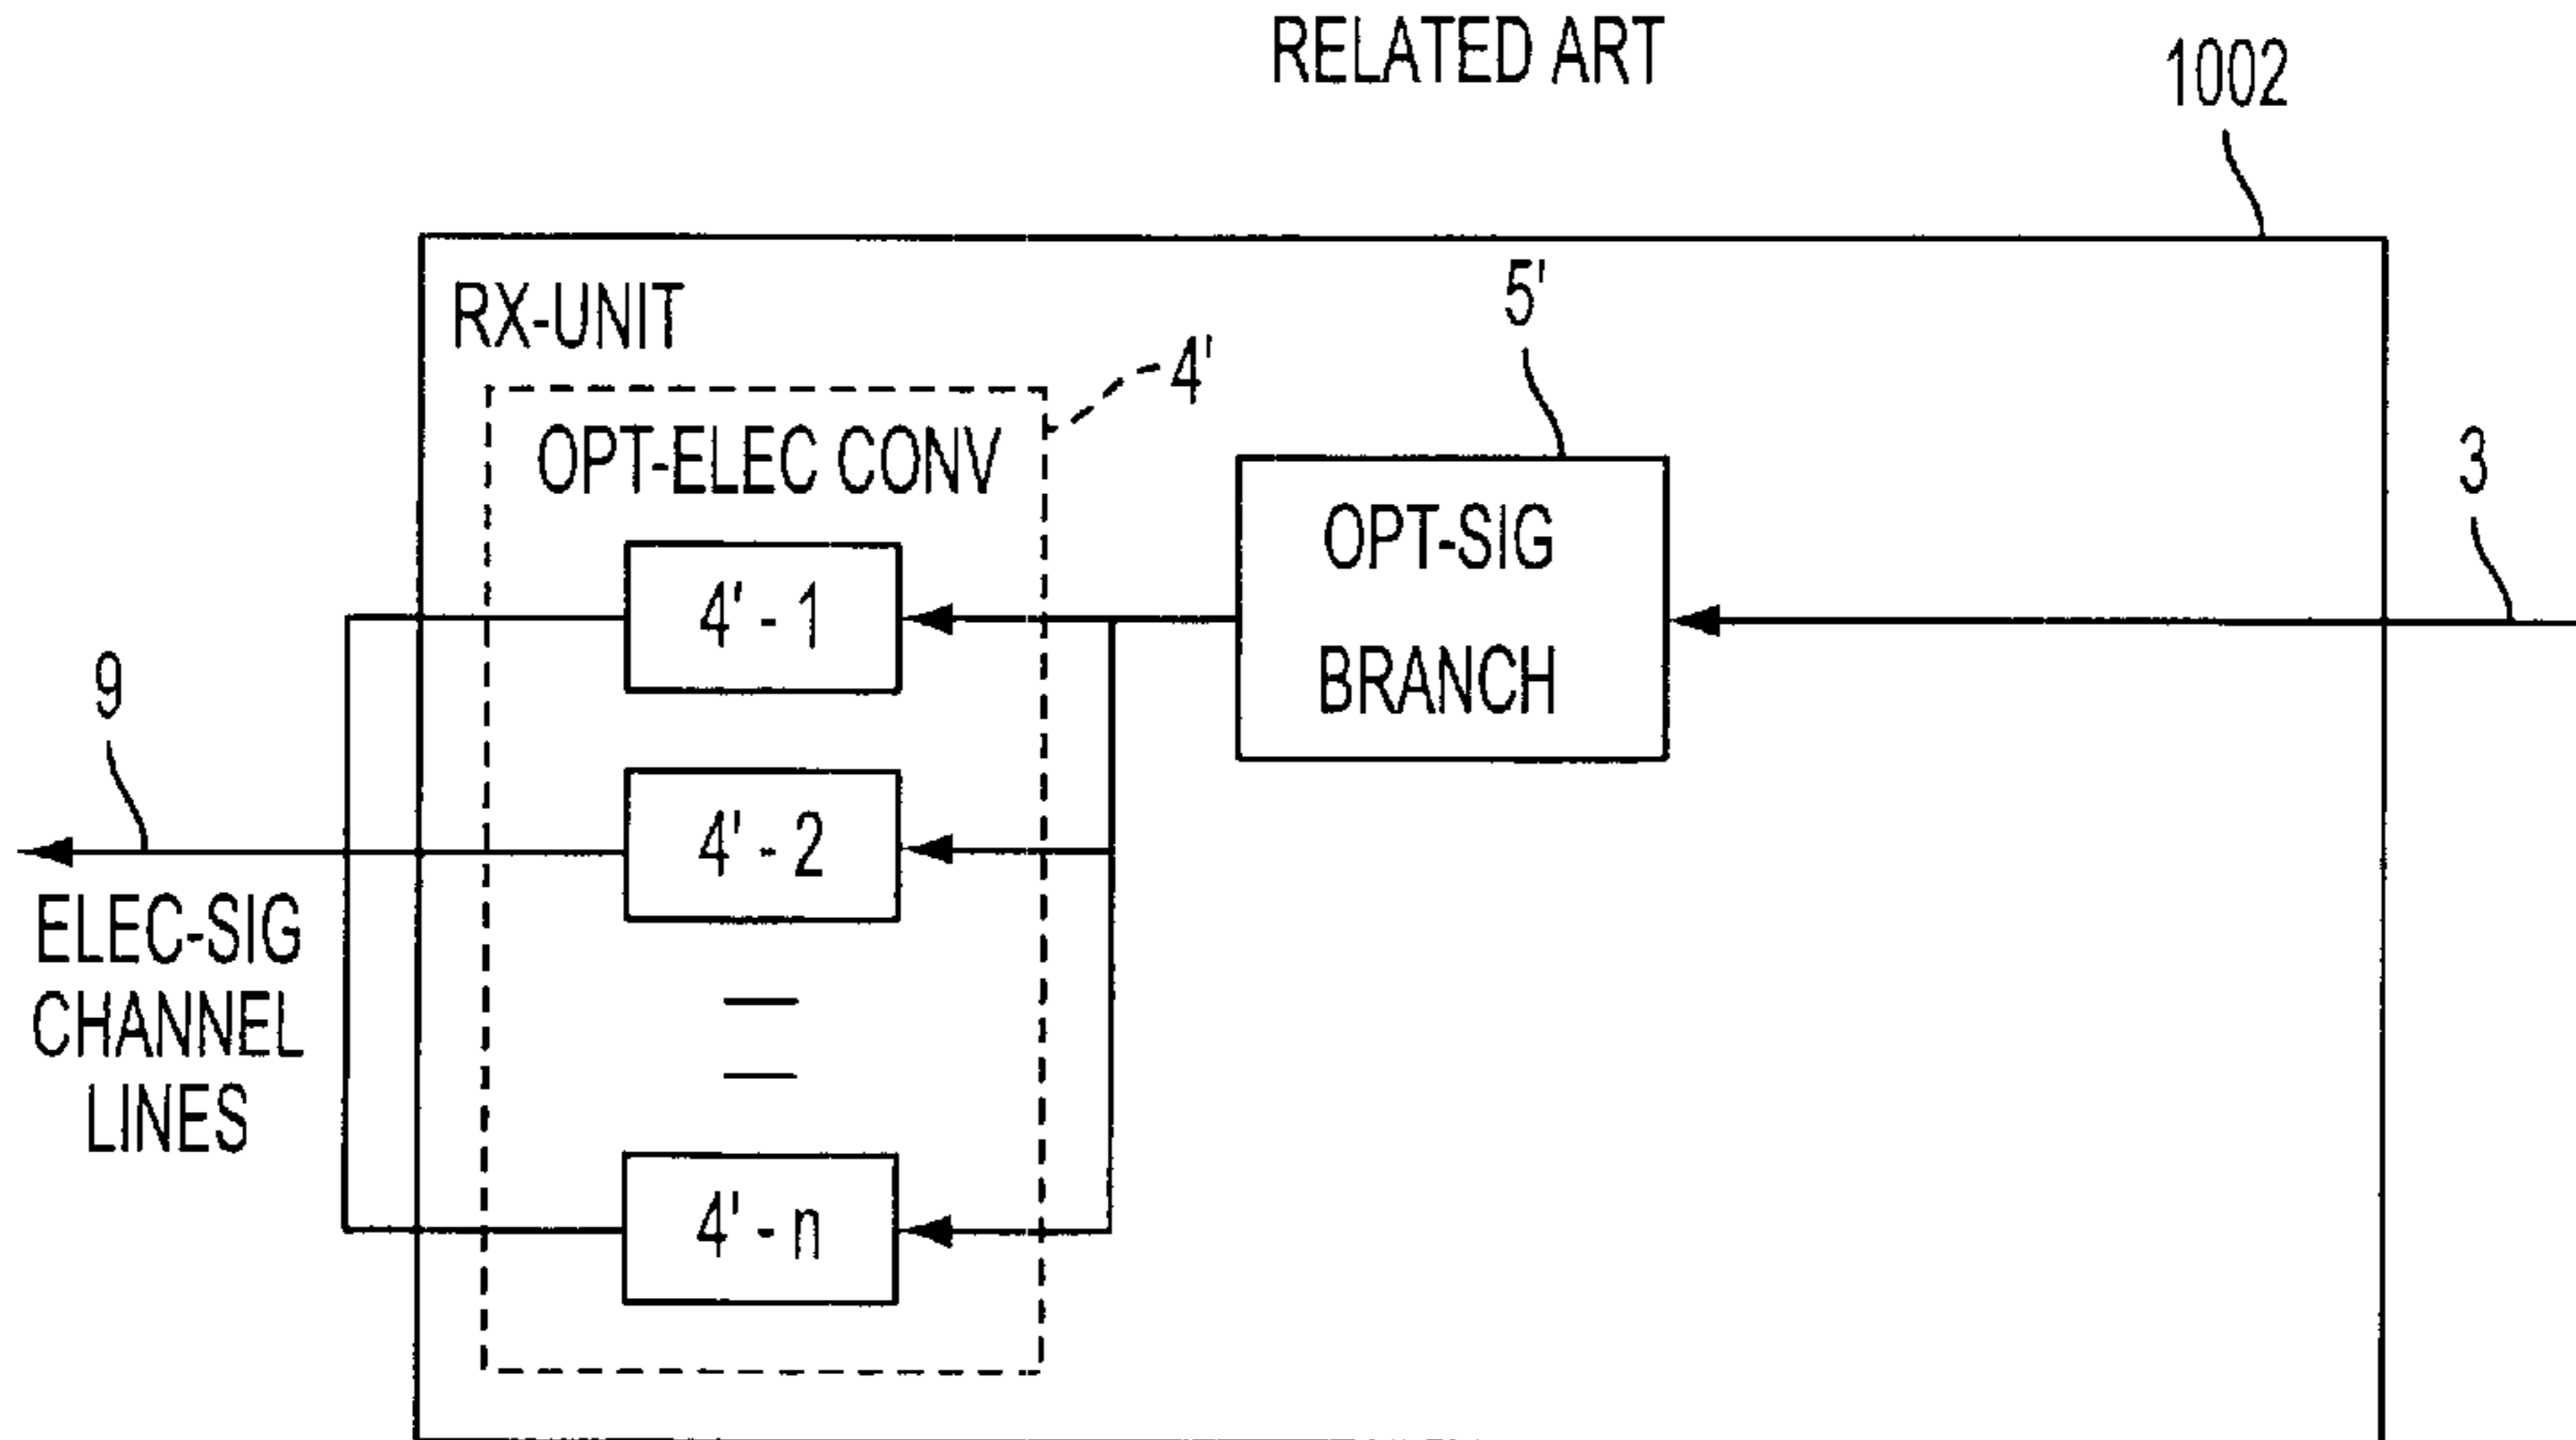 RELATED ART
1002
RX-UNIT
5'
4'
OPT-ELEC CONV
3
OPT-SIG
BRANCH
4' - 1
9
4' - 2
ELEC-SIG
CHANNEL
LINES
4' - n